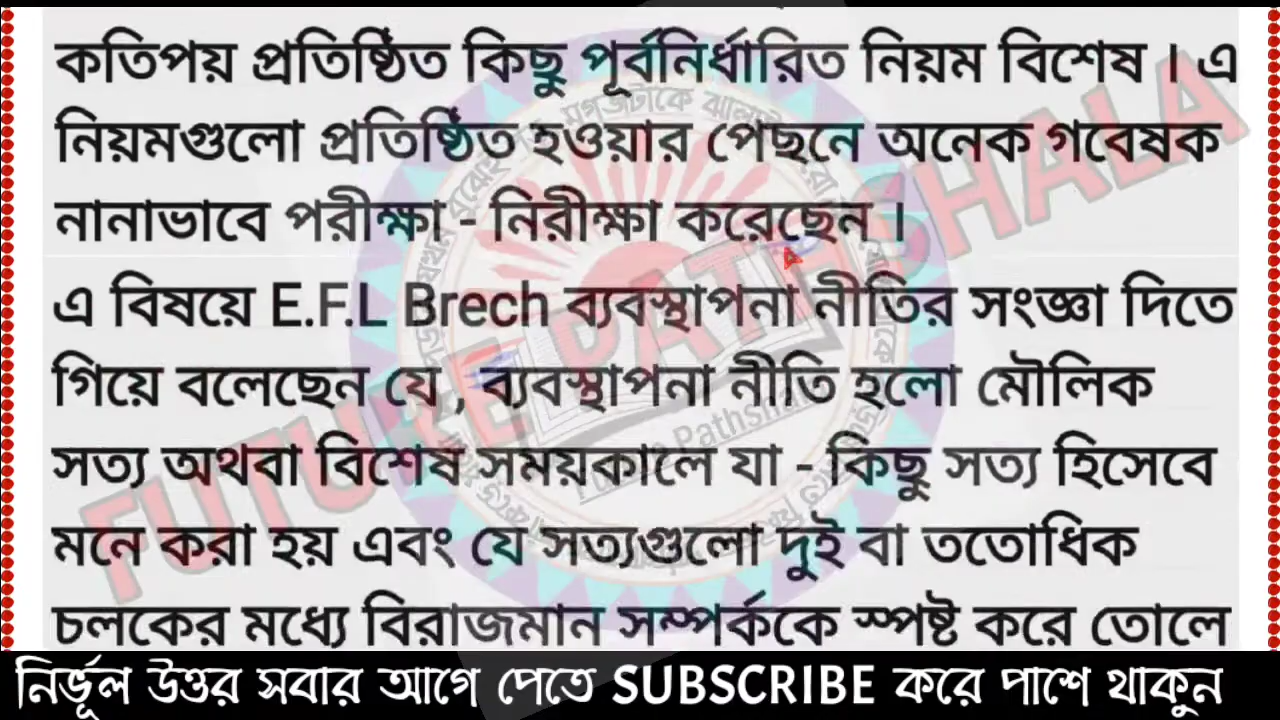 কতিপয় প্রতিষ্ঠিত কিছু পূর্বনির্ধারিত নিয়ম বিশেষ । এ
নিয়মগুলো প্রতিষ্ঠিত হওয়ার পেছনে অনেক গবেষক
নানাভাবে পরীক্ষা - নিরীক্ষা করেছেন ।
এ বিষয়ে E.F.L Brech ব্যবস্থাপনা নীতির সংজ্ঞা দিতে
গিয়ে বলেছেন যে , ব্যবস্থাপনা নীতি হলো মৌলিক
সত্য অথবা বিশেষ সময়কালে যা - কিছু সত্য হিসেবে
মনে করা হয় এবং যে সত্যগুলো দুই বা ততোধিক
চলকের মধ্যে বিরাজমান সম্পর্ককে স্পষ্ট করে তোলে
FUTURE PATHSHALA
নির্ভূল উত্তর সবার আগে পেতে SUBSCRIBE করে পাশে থাকুন